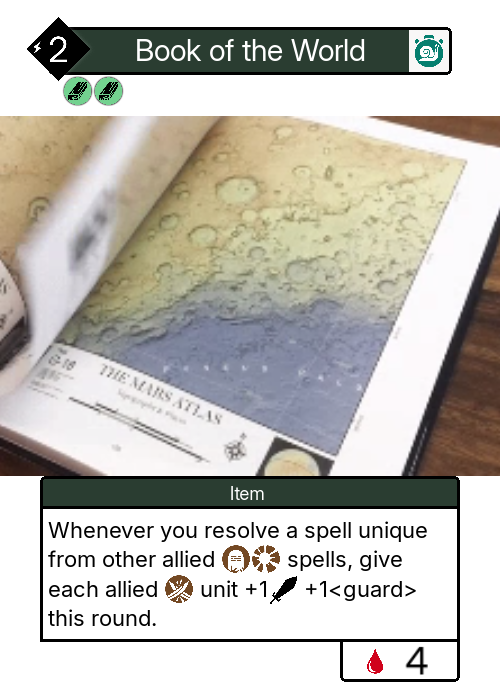 2
Book of the World
G-18
THE MARS ATLAS
Item
Whenever you resolve a spell unique
from other allied spells, give
each allied unit +1 +1<guard>
this round.
4